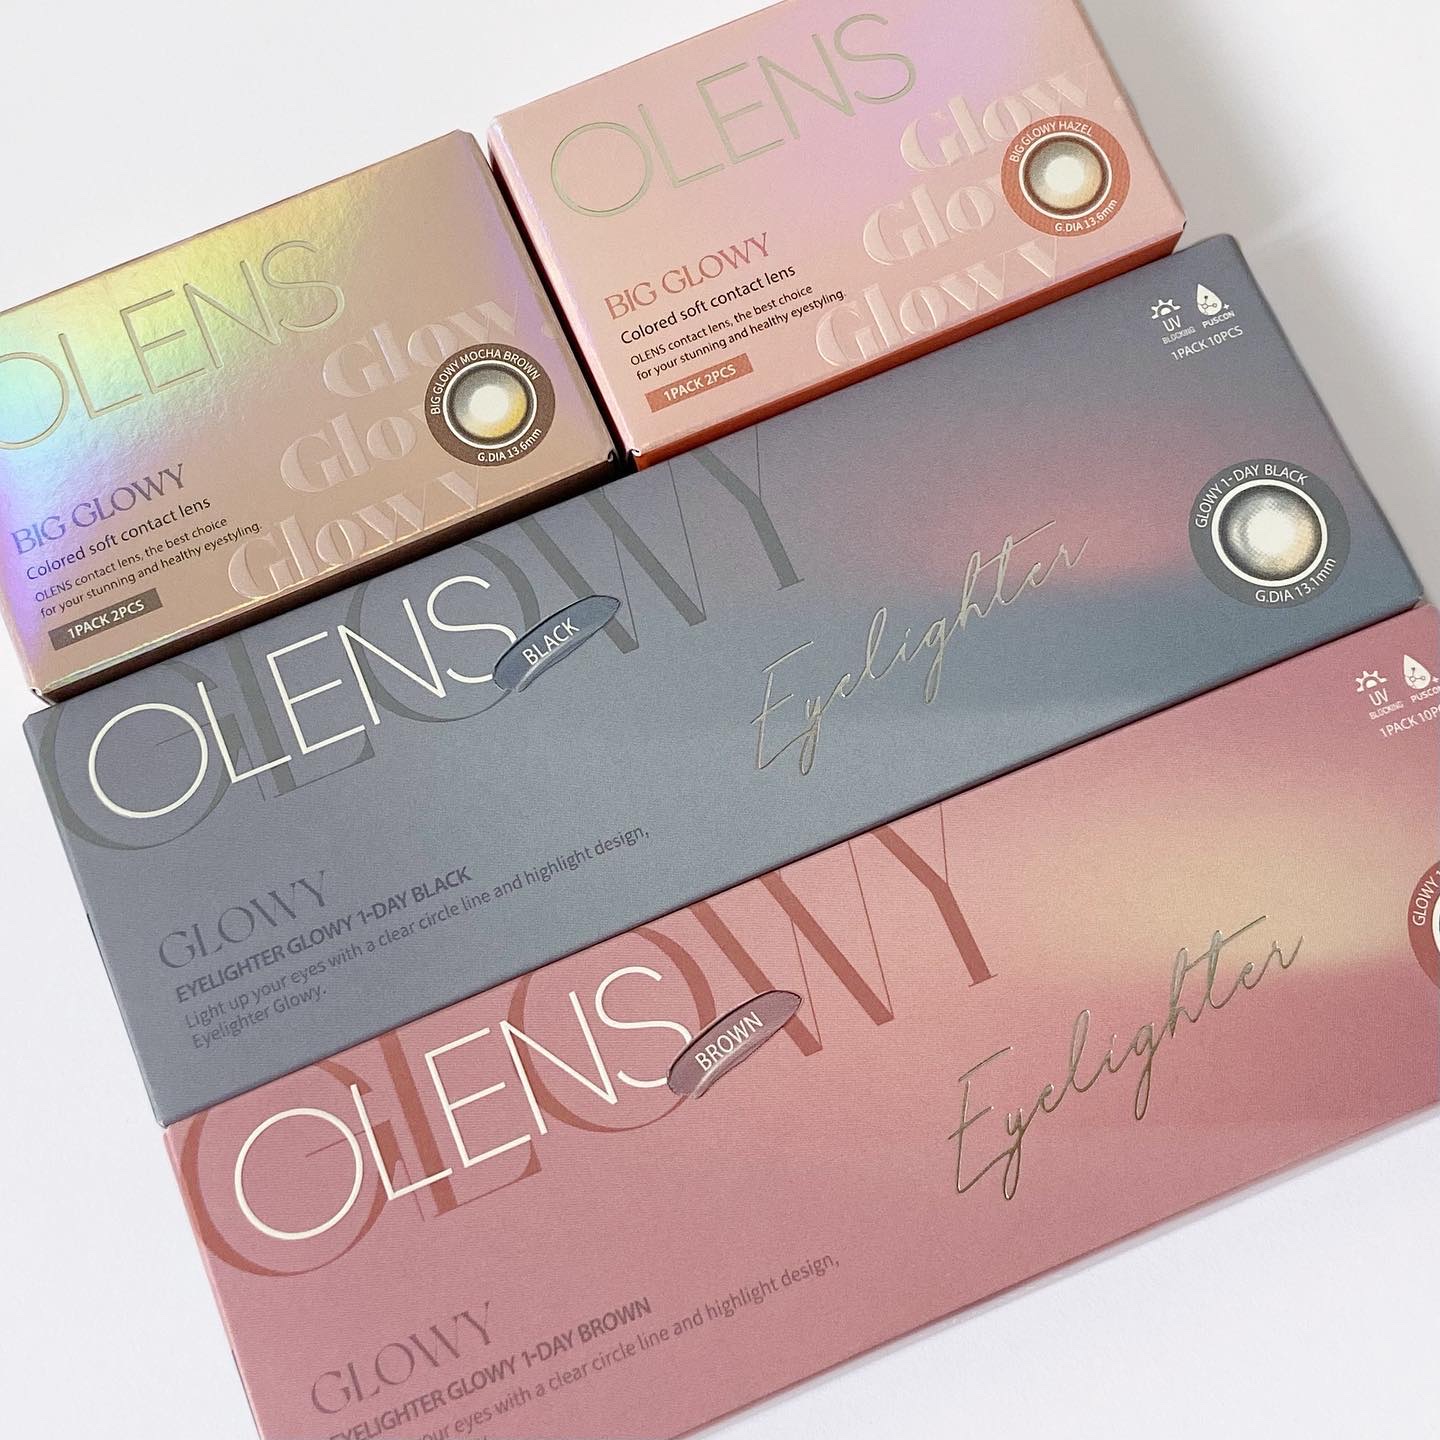 OLENS
Glow
Glowy
Glowy
BIG GLOWY MOCHA BROWN
G.DIA 13.6mm
BIG GLOWY
Colored soft contact lens
OLENS contact lens, the best choice
for your stunning and healthy eyestyling.
1PACK 2PCS
OLENS
Glow
Glowy
Glowy
BIG GLOWY HAZEL
G.DIA 13.6mm
BIG GLOWY
Colored soft contact lens
OLENS contact lens, the best choice
for your stunning and healthy eyestyling.
1PACK 2PCS
GLOWY
OLENS
BLACK
Eyelighter
UV
BLOCKING
PUSCON
1PACK 10PCS
GLOWY 1-DAY BLACK
G.DIA 13.1mm
GLOWY
EYELIGHTER GLOWY 1-DAY BLACK
Light up your eyes with a clear circle line and highlight design,
Eyelighter Glowy.
GLOWY
OLENS
BROWN
Eyelighter
UV
BLOCKING
PUSCON
1PACK 10PC
GLOWY 1
GLOWY
EYELIGHTER GLOWY 1-DAY BROWN
your eyes with a clear circle line and highlight design,